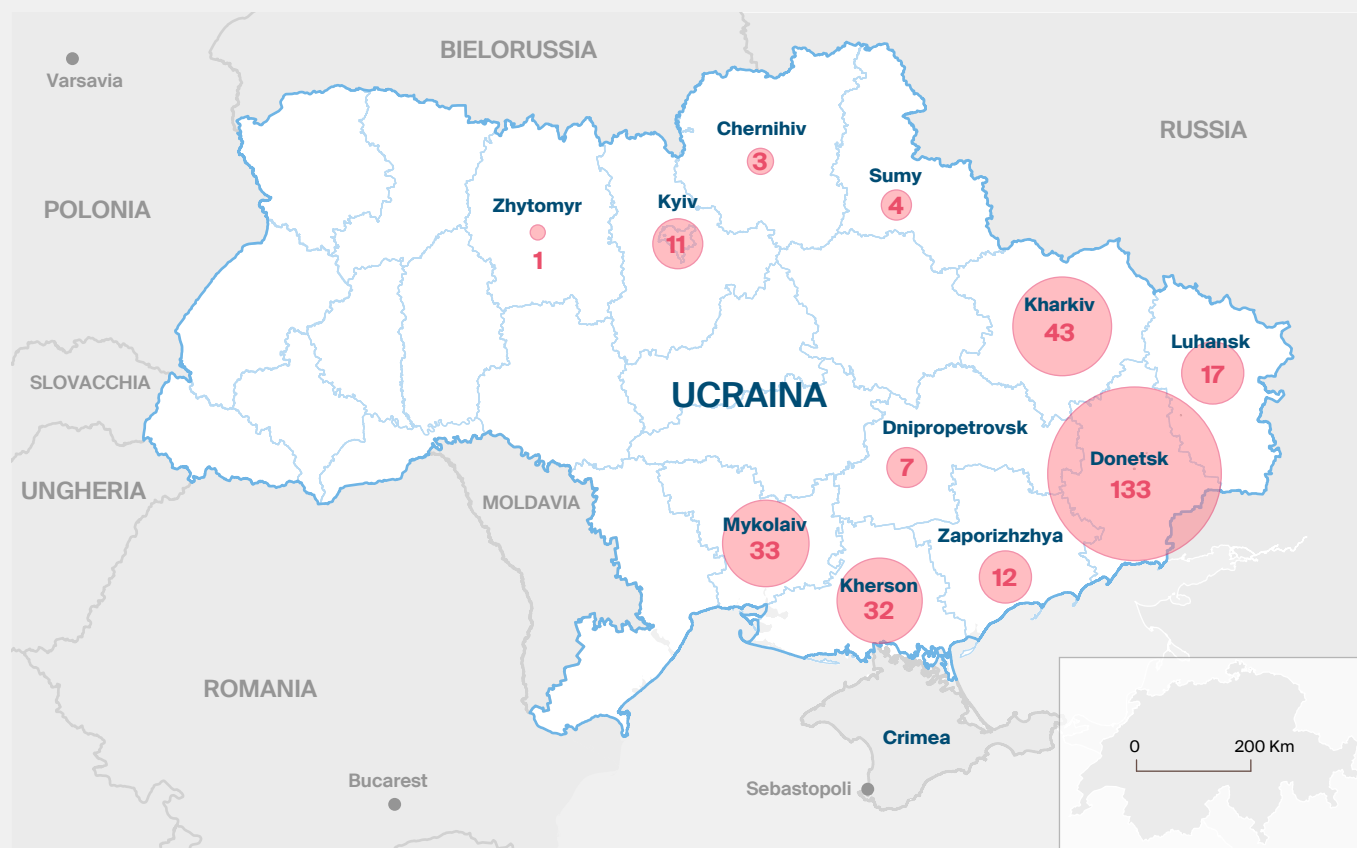 BIELORUSSIA
Varsavia
Chernihiv
3
RUSSIA
Sumy
4
POLONIA
Zhytomyr
1
Kyiv
11
Kharkiv
43
Luhansk
17
SLOVACCHIA
UCRAINA
Dnipropetrovsk
7
Donetsk
133
UNGHERIA
MOLDAVIA
Mykolaiv
33
Zaporizhzhya
12
Kherson
32
ROMANIA
Crimea
0 200 Km
Bucarest
Sebastopoli